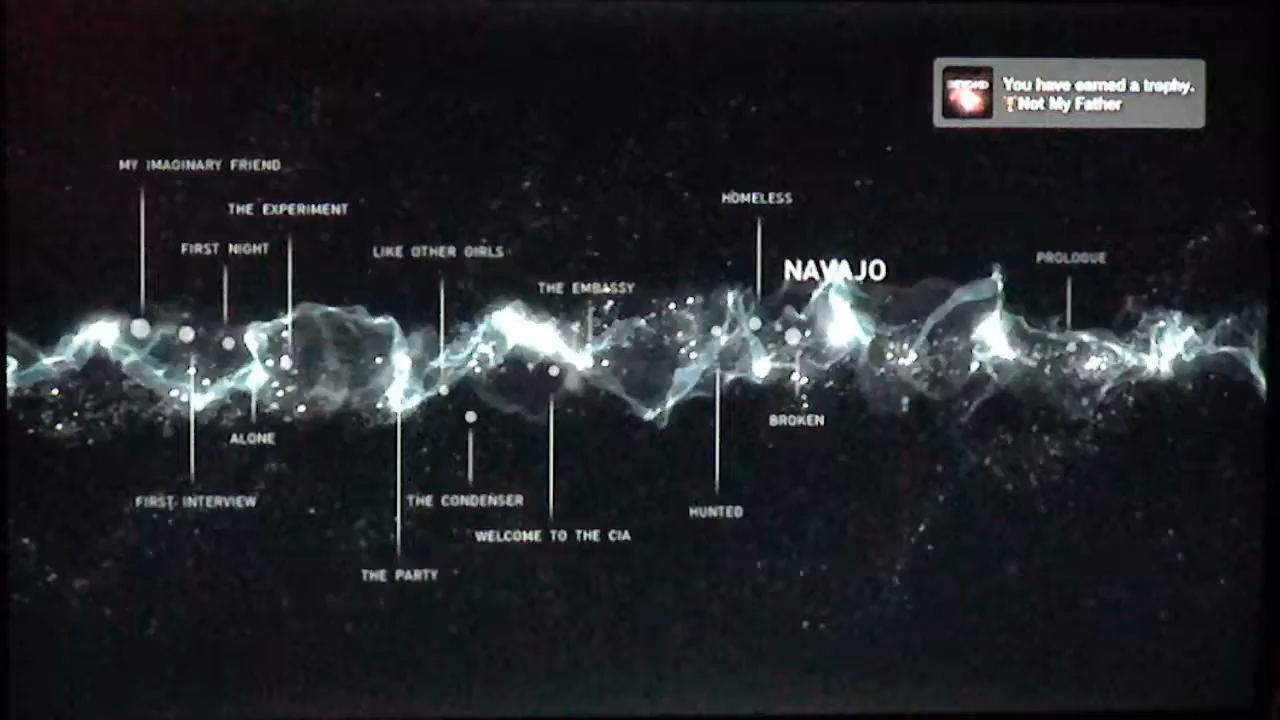 BEYOND
You have earned a trophy.
Not My Father
MY IMAGINARY FRIEND
HOMELESS
THE EXPERIMENT
FIRST NIGHT
LIKE OTHER GIRLS
PROLOGUE
NAVAJO
THE EMBASSY
BROKEN
ALONE
FIRST INTERVIEW
THE CONDENSER
HUNTED
WELCOME TO THE CIA
THE PARTY